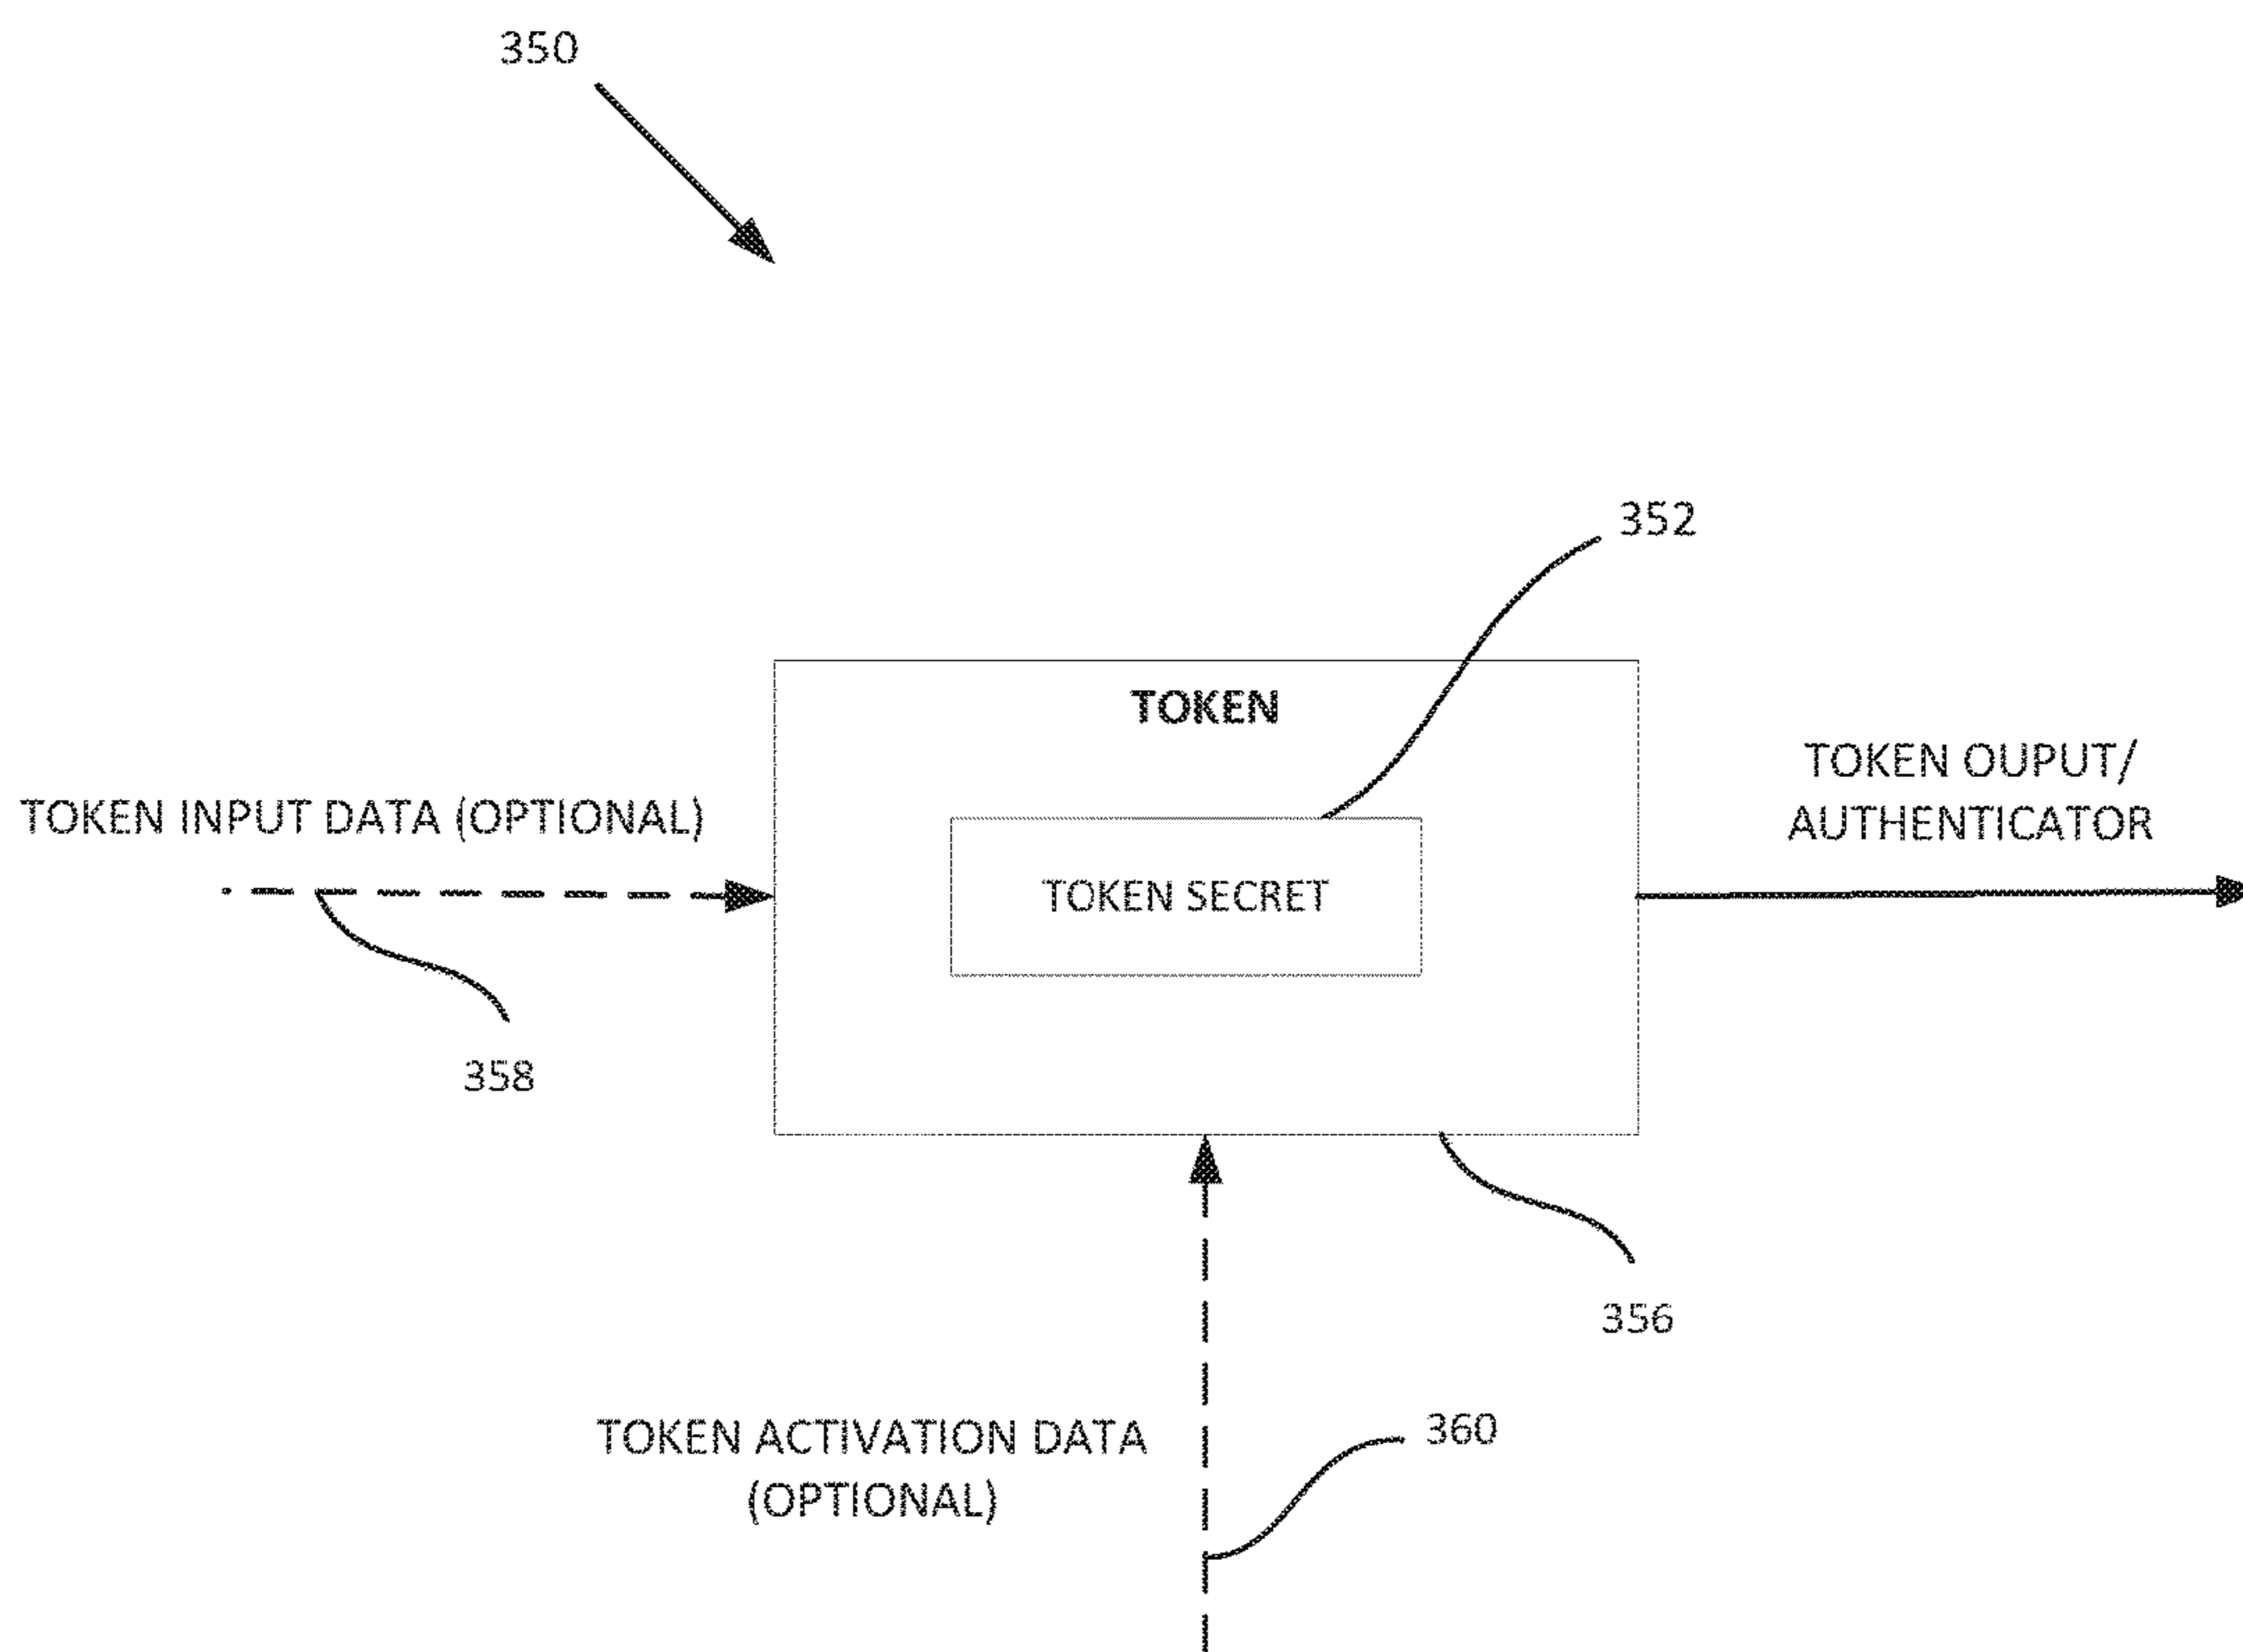 350
352
TOKEN
TOKEN OUPUT/
AUTHENTICATOR
TOKEN INPUT DATA (OPTIONAL)
TOKEN SECRET
358
356
TOKEN ACTIVATION DATA
(OPTIONAL)
360